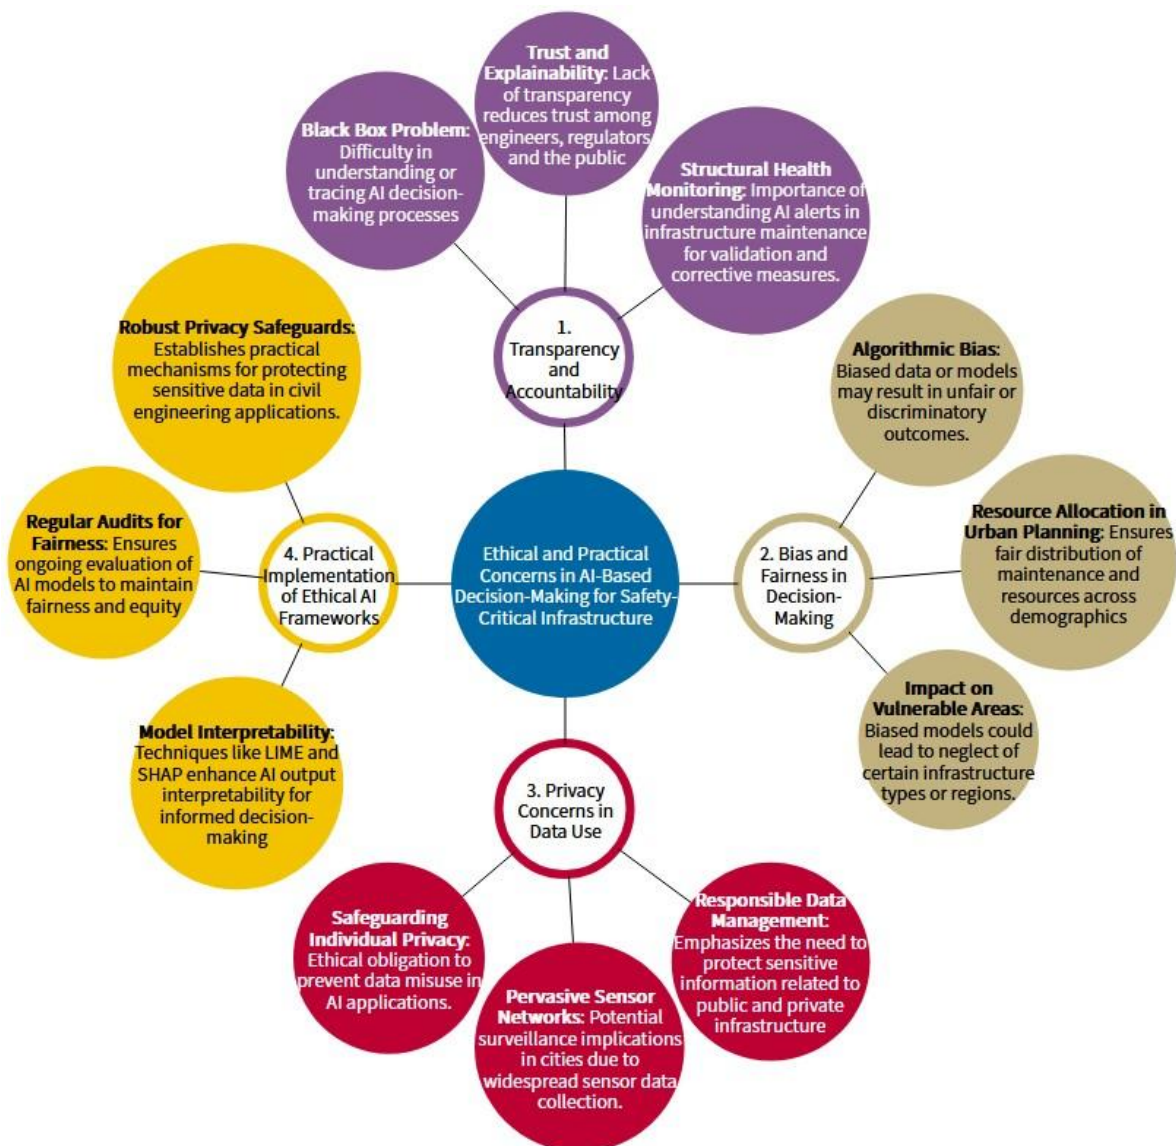 Trust and
Explainability: Lack
of transparency
reduces trust among
engineers, regulators
and the public
Black Box Problem:
Difficulty in
understanding or
tracing AI decision-
making processes
Structural Health
Monitoring: Importance of
understanding AI alerts in
infrastructure maintenance
for validation and
corrective measures.
1.
Transparency
and
Accountability
Robust Privacy Safeguards:
Establishes practical
mechanisms for protecting
sensitive data in civil
engineering applications.
Algorithmic Bias:
Biased data or models
may result in unfair or
discriminatory
outcomes.
Regular Audits for
Fairness: Ensures
ongoing evaluation of
AI models to maintain
fairness and equity
4. Practical
Implementation
of Ethical AI
Frameworks
Ethical and Practical
Concerns in AI-Based
Decision-Making for Safety-
Critical Infrastructure
2. Bias and
Fairness in
Decision-
Making
Resource Allocation in
Urban Planning: Ensures
fair distribution of
maintenance and
resources across
demographics
Impact on
Vulnerable Areas:
Biased models could
lead to neglect of
certain infrastructure
types or regions.
Model Interpretability:
Techniques like LIME and
SHAP enhance AI output
interpretability for
informed decision-
making
3. Privacy
Concerns in
Data Use
Safeguarding
Individual Privacy:
Ethical obligation to
prevent data misuse in
AI applications.
Pervasive Sensor
Networks: Potential
surveillance implications
in cities due to
widespread sensor data
collection.
Responsible Data
Management:
Emphasizes the need to
protect sensitive
information related to
public and private
infrastructure